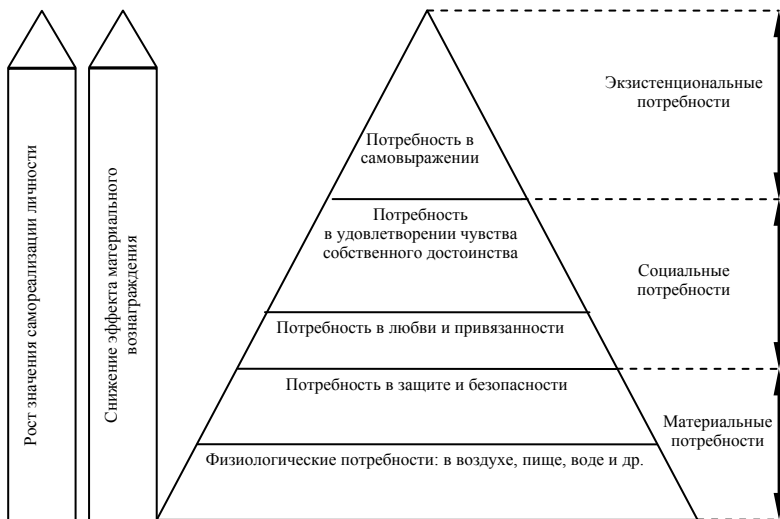 Рост значения самореализации личности
Снижение эффекта материального
вознаграждения
Потребность в
самовыражении
Потребность
в удовлетворении чувства
собственного достоинства
Потребность в любви и привязанности
Потребность в защите и безопасности
Физиологические потребности: в воздухе, пище, воде и др.
Экзистенциональные
потребности
Социальные
потребности
Материальные
потребности